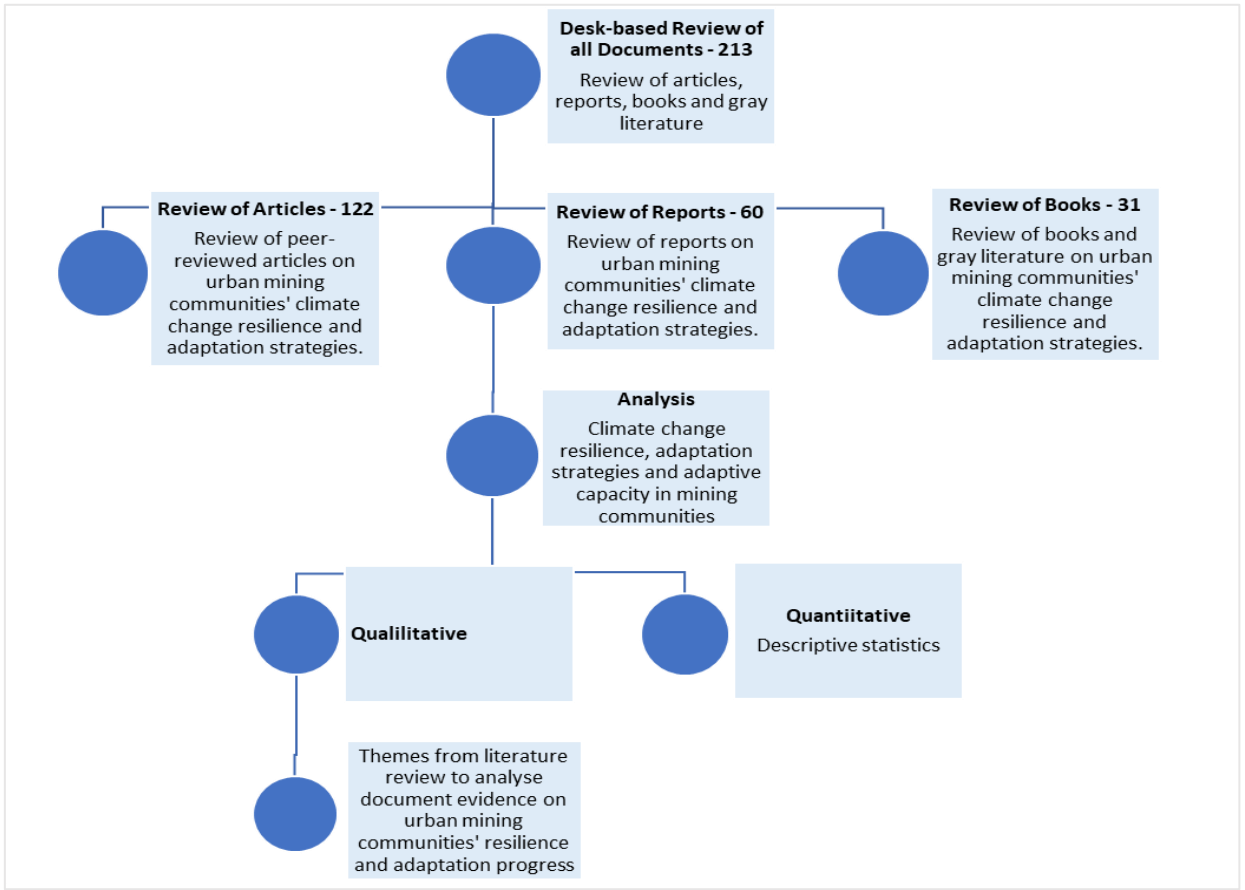 Desk-based Review of
all Documents - 213
Review of articles,
reports, books and gray
literature
Review of Articles - 122
Review of peer-
reviewed articles on
urban mining
communities' climate
change resilience and
adaptation strategies.
Review of Reports - 60
Review of reports on
urban mining
communities' climate
change resilience and
adaptation strategies.
Review of Books - 31
Review of books and
gray literature on urban
mining communities'
climate change
resilience and
adaptation strategies.
Analysis
Climate change
resilience, adaptation
strategies and adaptive
capacity in mining
communities
Qualilitative
Quantiitative
Descriptive statistics
Themes from literature
review to analyse
document evidence on
urban mining
communities' resilience
and adaptation progress